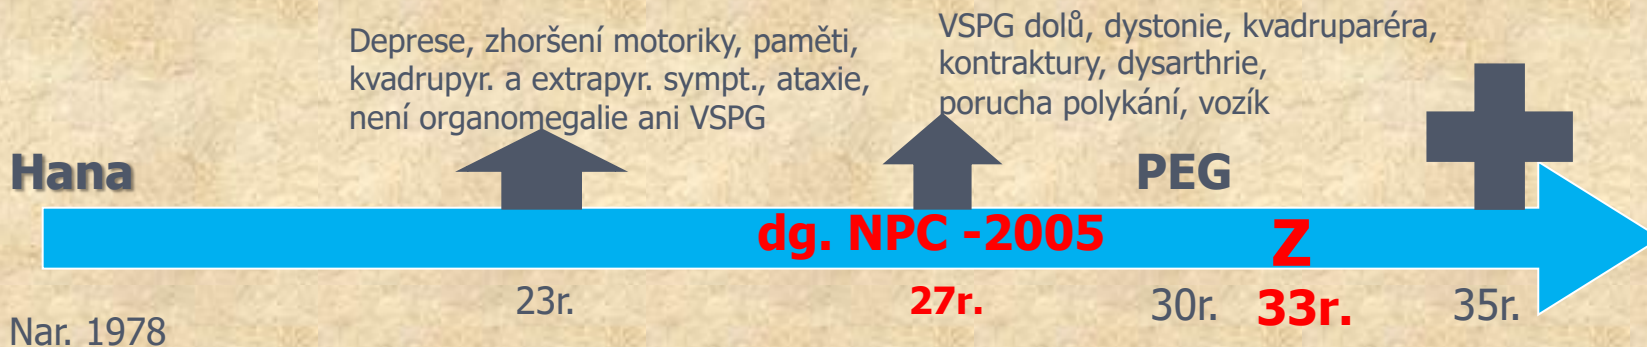 Deprese, zhoršení motoriky, paměti,
kvadrupyr. a extrapyr. sympt., ataxie,
není organomegalie ani VSPG
VSPG dolů, dystonie, kvadruparéra,
kontraktury, dysarthrie,
porucha polykání, vozík
Hana
PEG
dg. NPC -2005
Z
23r.
27r.
30r.
33r.
35r.
Nar. 1978